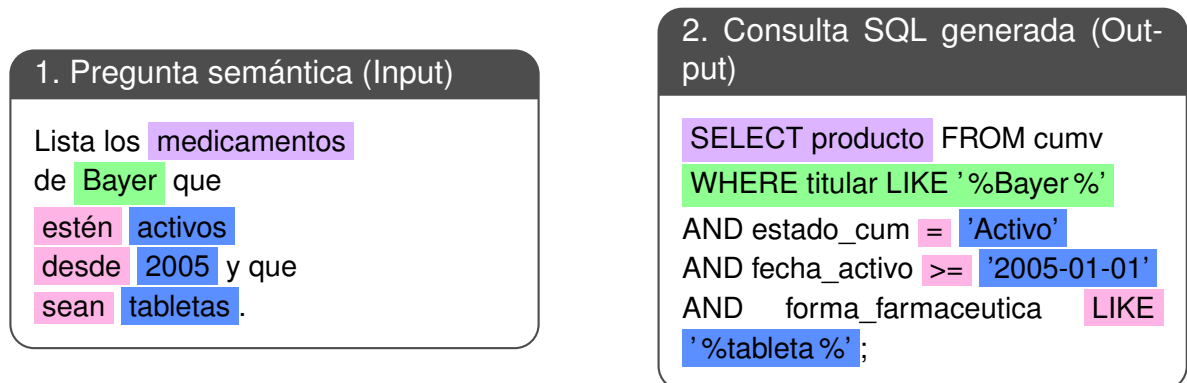 1. Pregunta semántica (Input)
Lista los medicamentos
de Bayer que
estén activos
desde 2005 y que
sean tabletas.
2. Consulta SQL generada (Out-
put)
SELECT producto FROM cumv
WHERE titular LIKE ’%Bayer%’
AND estado_cum = ’Activo’
AND fecha_activo >= ’2005-01-01’
AND forma_farmaceutica LIKE
’%tableta%’;